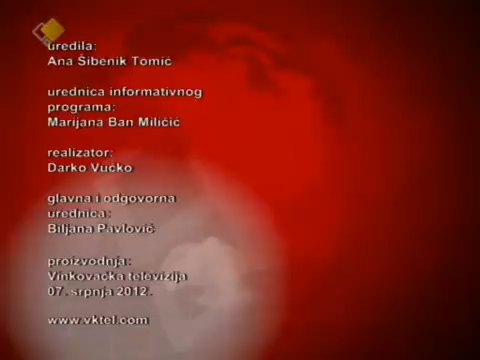 uredila:
Ana Šibenik Tomić
urednica informativnog
programa:
Marijana Ban Miličić
realizator:
Darko Vučko
glavna i odgovorna
urednica:
Biljana Pavlović
proizvodnja:
Vinkovačka televizija
07. srpnja 2012.
www.vktel.com